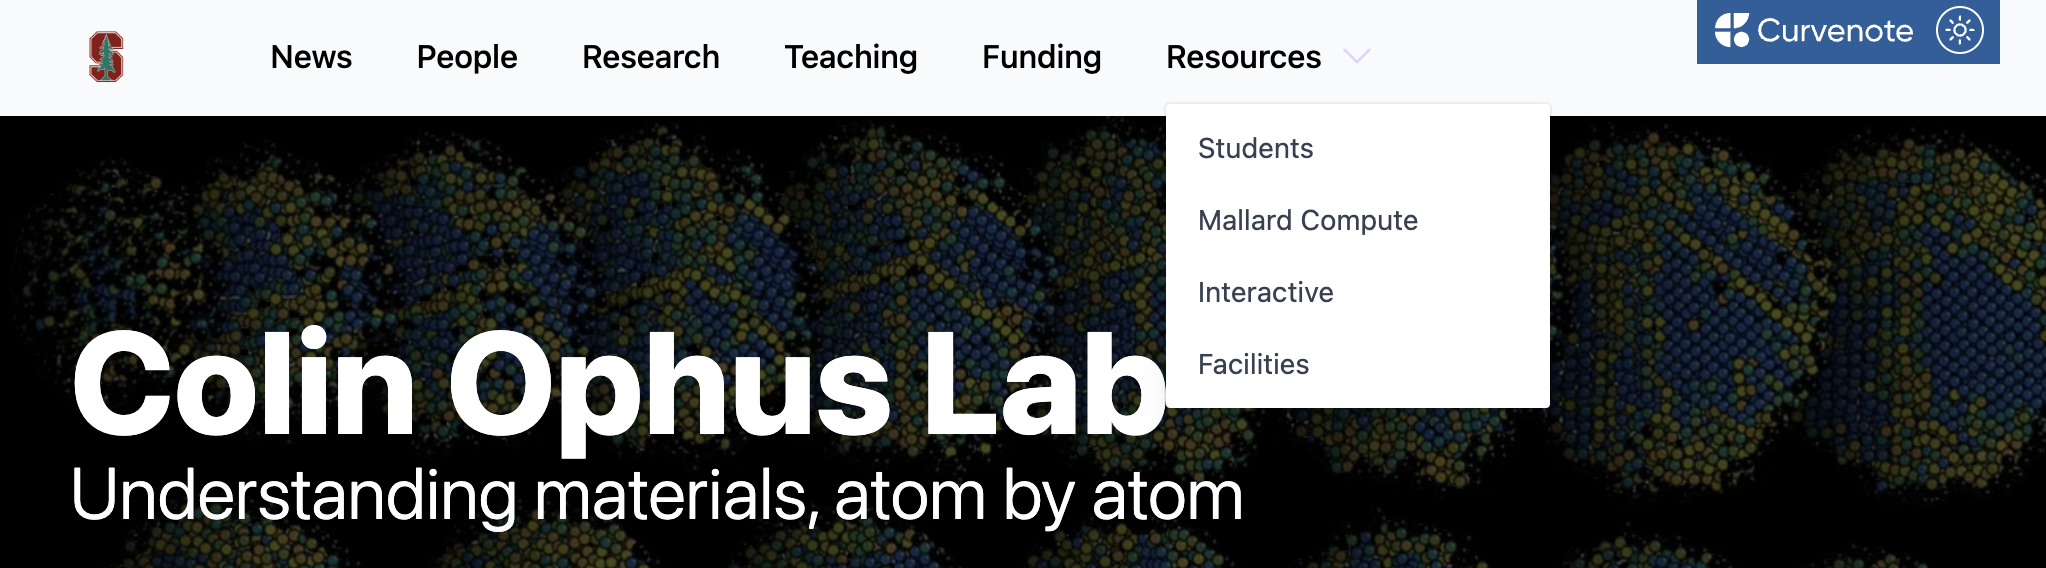 News People Research Teaching Funding Resources
Curvenote
Students
Mallard Compute
Interactive
Facilities
Colin Ophus Lab
Understanding materials, atom by atom